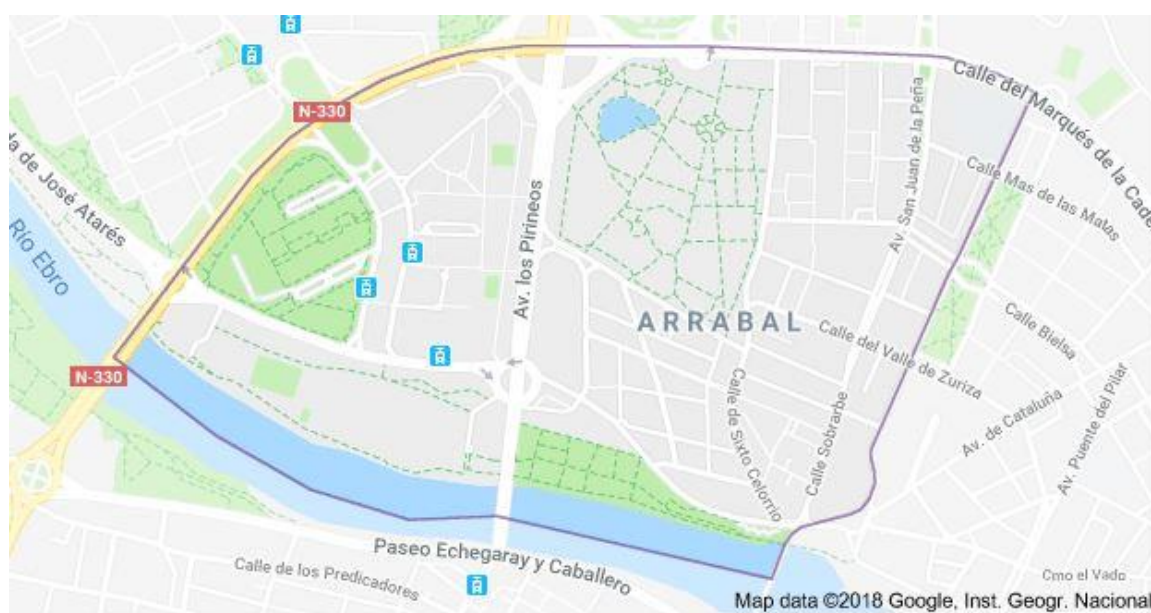 N-330
Calle del Marqués de la Cade
da de José Atarés
Av. San Juan de la Peña
Calle Mas de las Matas
Río Ebro
Av. los Pirineos
ARRABAL
Calle Bielsa
Calle del Valle de Zuriza
N-330
Calle de Sixto Celorrio
Calle Sobrarbe
Av. de Cataluña
Av. Puente del Pilar
Paseo Echegaray y Caballero
Calle de los Predicadores
Cmo el Vado
Map data ©2018 Google, Inst. Geogr. Nacional